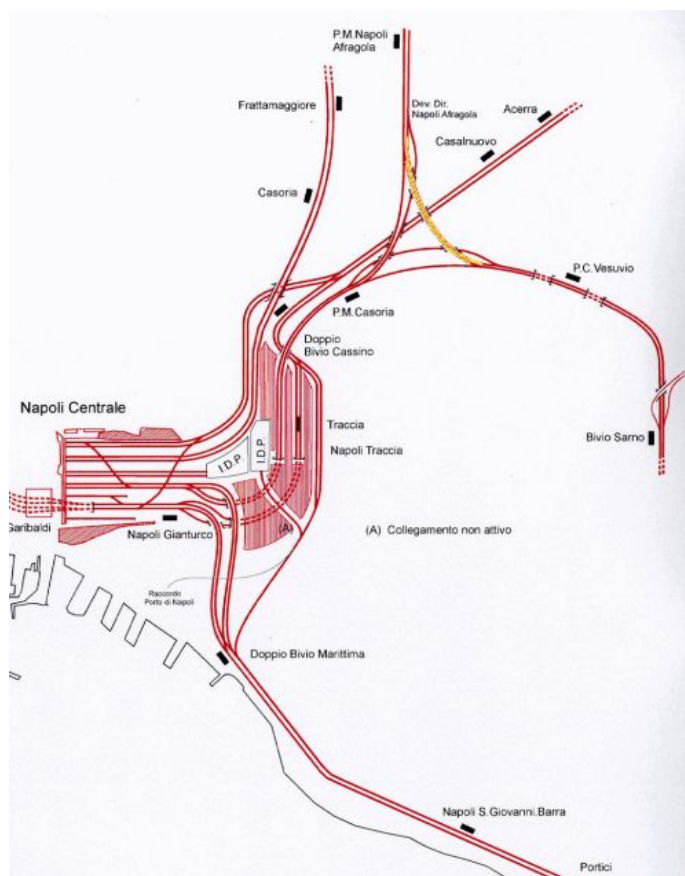 P.M.Napoli
Afragola
Frattamaggiore
Dev. Dir.
Napoli Afragola
Acerra
Casalnuovo
Casoria
P.C.Vesuvio
P.M.Casoria
Doppio
Bivio Cassino
Napoli Centrale
Traccia
Bivio Sarno
Napoli Traccia
I.D.P.
I.D.P.
Garibaldi
Napoli Gianturco
(A)
(A) Collegamento non attivo
Raccordo
Porto di Napoli
Doppio Bivio Marittima
Napoli S.Giovanni.Barra
Portici